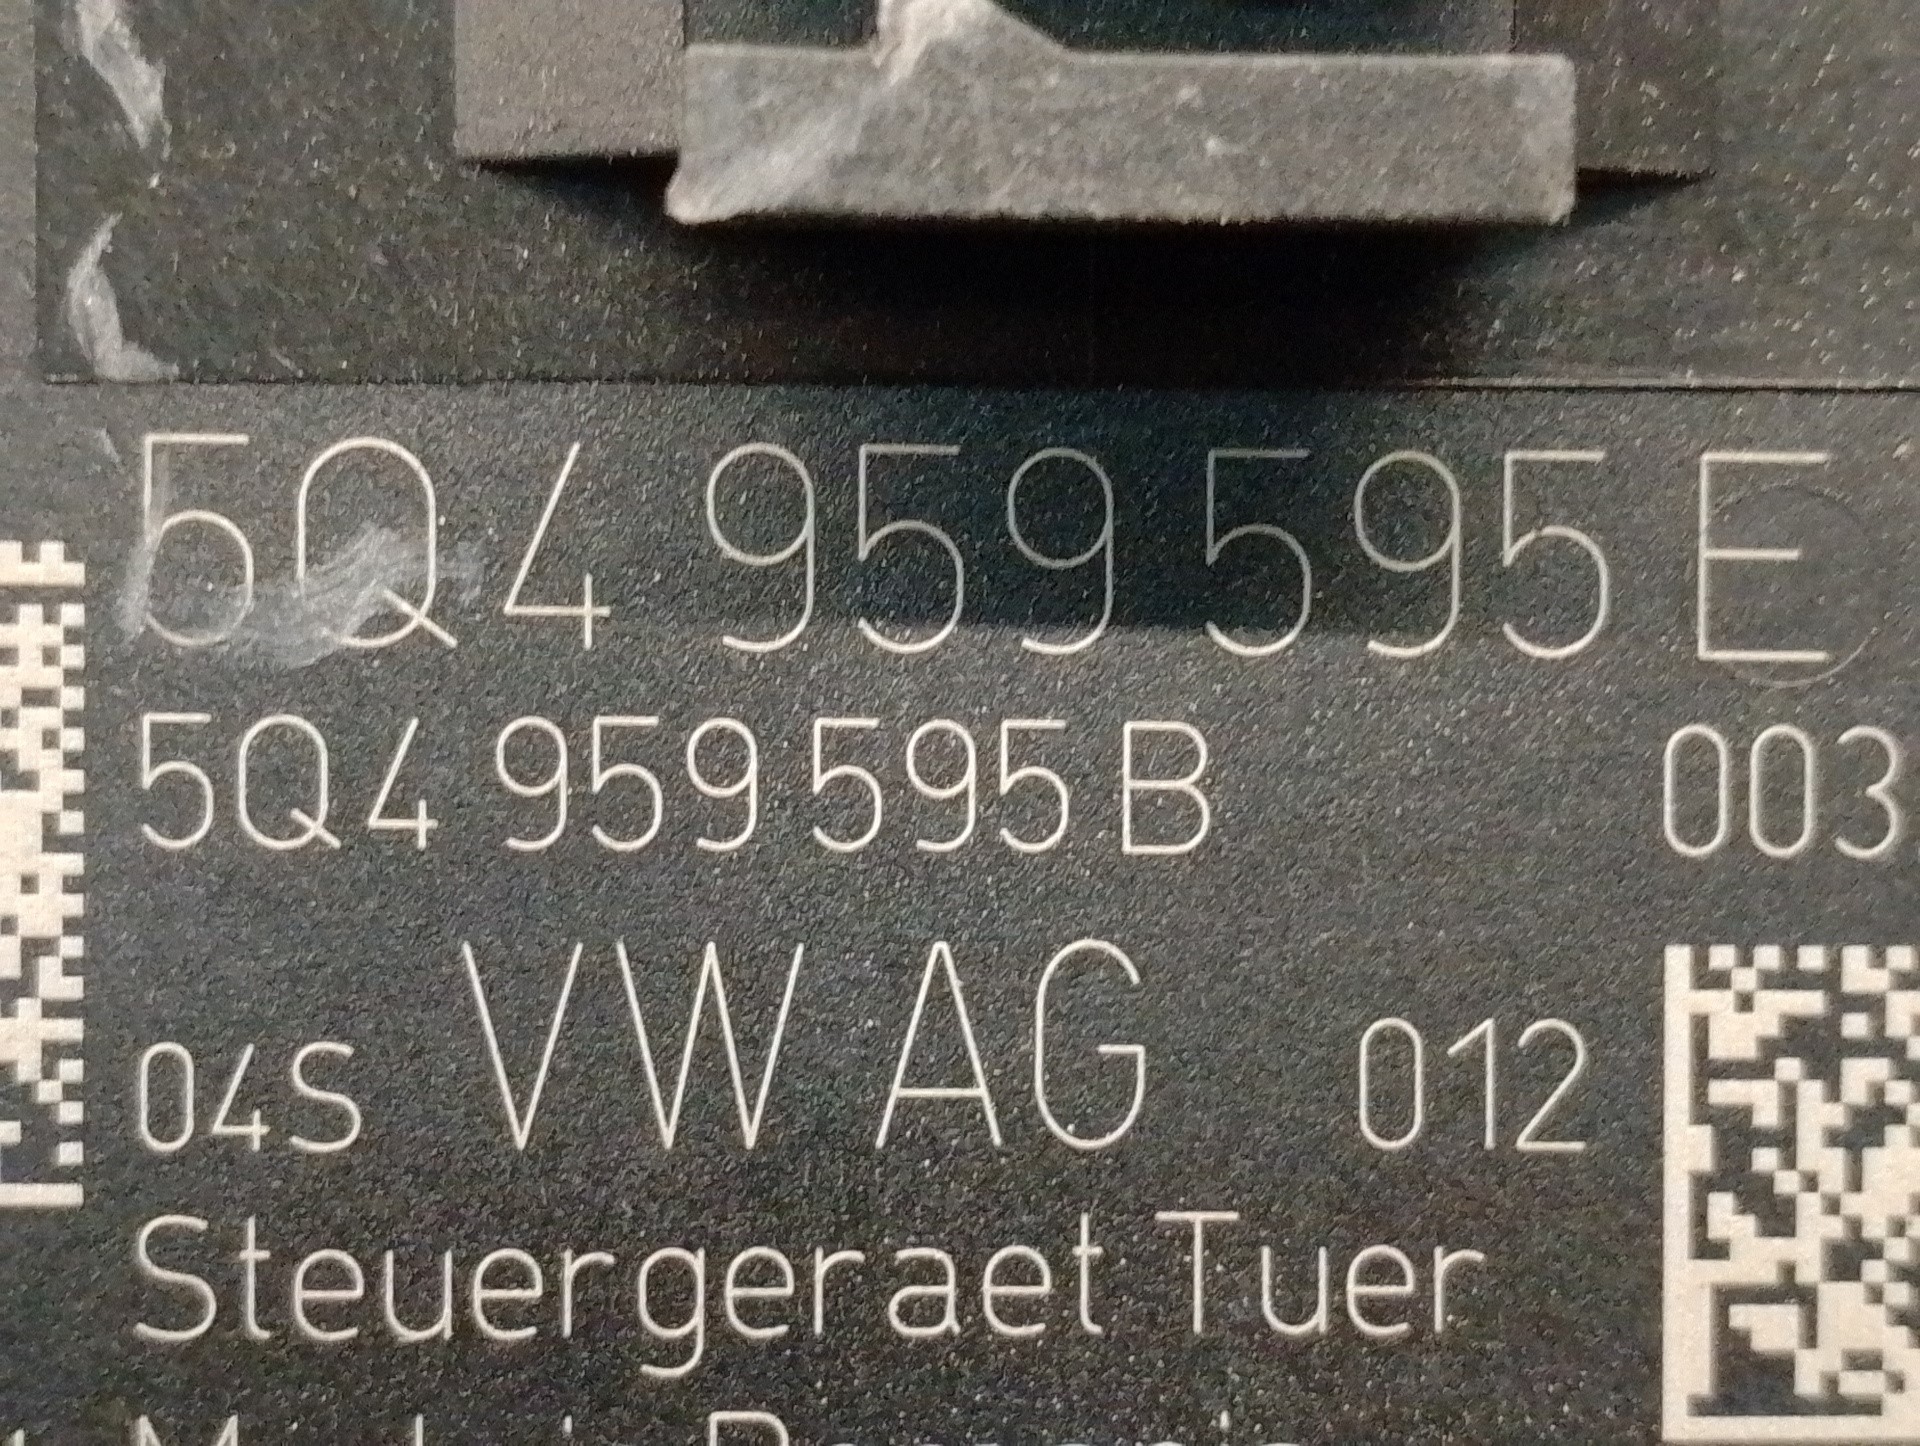 5Q4 959 595 E
5Q4 959 595 B 003
04S VW AG 012
Steuergeraet Tuer